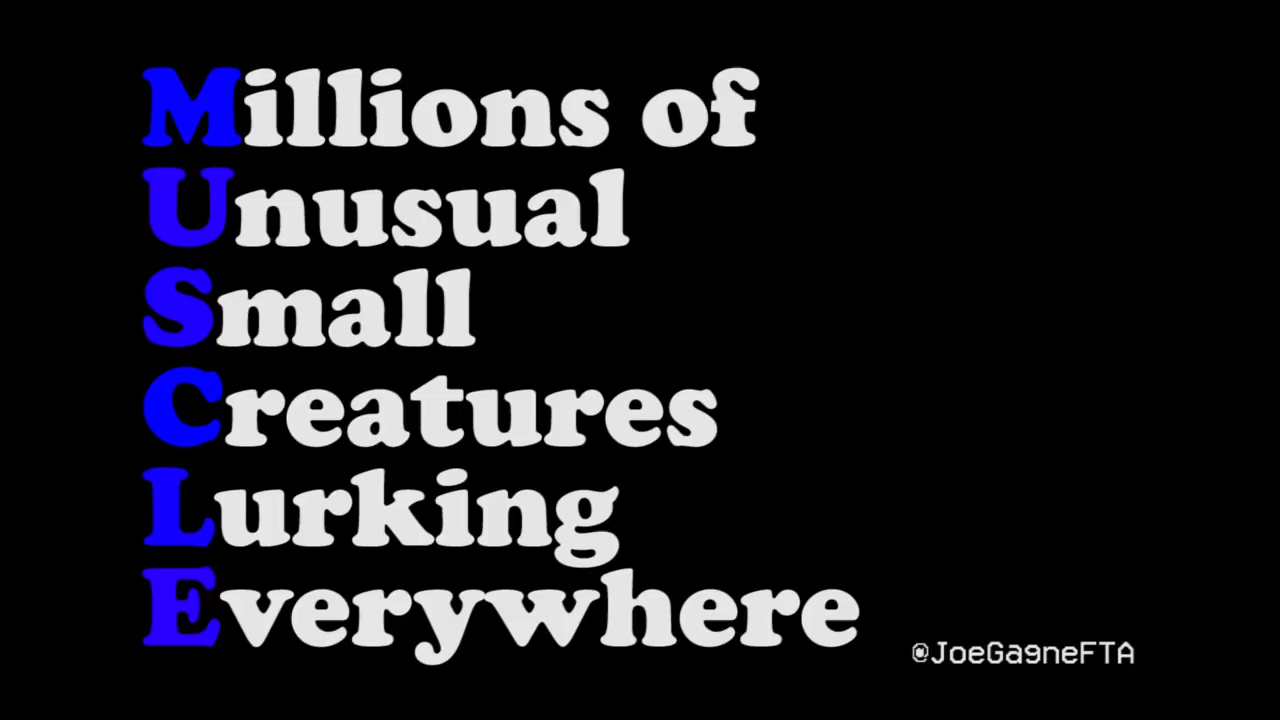 Millions of
Unusual
Small
Creatures
Lurking
Everywhere
@JoeGagneFTA